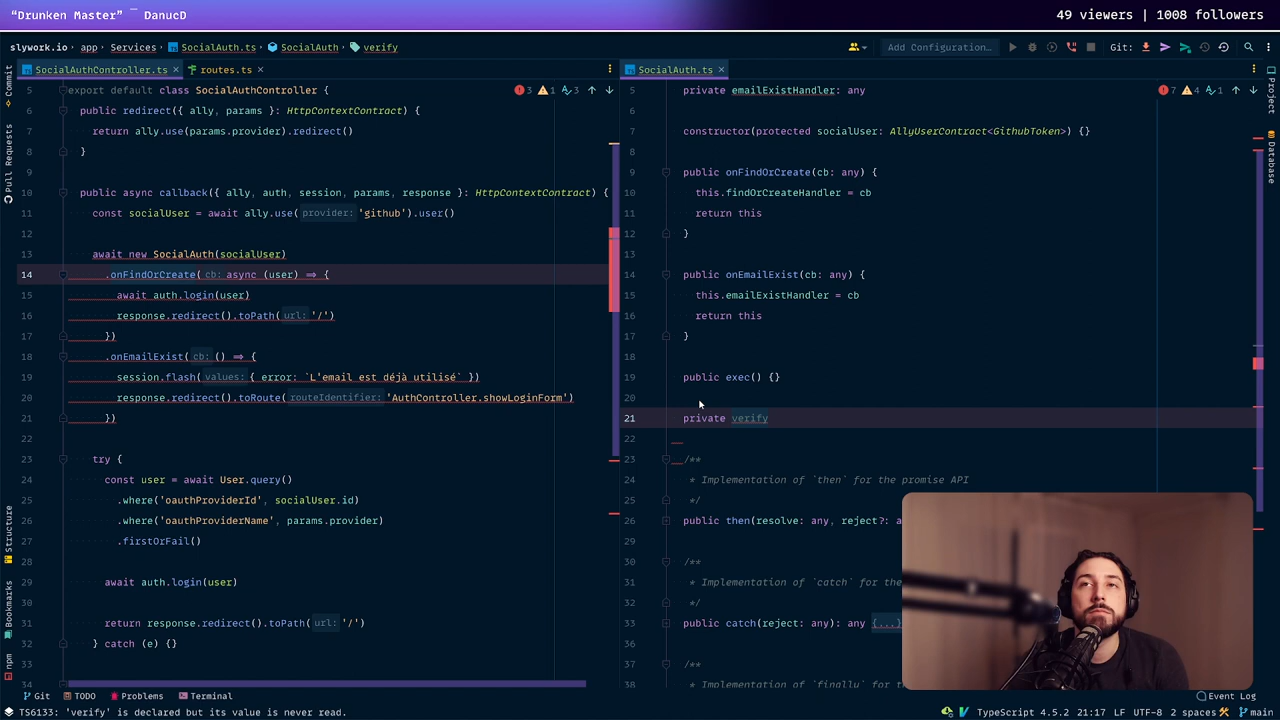 “Drunken Master” ¯ DanucD
49 viewers | 1008 followers
slywork.io app Services SocialAuth.ts SocialAuth verify
Add Configuration...
Git:
SocialAuthController.ts
routes.ts
SocialAuth.ts
5 export default class SocialAuthController {
3 1 3
6 public redirect({ ally, params }: HttpContextContract) {
7 return ally.use(params.provider).redirect()
8 }
9
10 public async callback({ ally, auth, session, params, response }: HttpContextContract) {
11 const socialUser = await ally.use( provider: 'github').user()
12
13 await new SocialAuth(socialUser)
14 .onFindOrCreate( cb: async (user) => {
15 await auth.login(user)
16 response.redirect().toPath( url: '/')
17 })
18 .onEmailExist( cb: () => {
19 session.flash( values: { error: `L'email est déjà utilisé` })
20 response.redirect().toRoute( routeIdentifier: 'AuthController.showLoginForm')
21 })
22
23 try {
24 const user = await User.query()
25 .where('oauthProviderId', socialUser.id)
26 .where('oauthProviderName', params.provider)
27 .firstOrFail()
28
29 await auth.login(user)
30
31 return response.redirect().toPath( url: '/')
32 } catch (e) {}
33
5 private emailExistHandler: any
7 4 1
6
7 constructor(protected socialUser: AllyUserContract<GithubToken>) {}
8
9 public onFindOrCreate(cb: any) {
10 this.findOrCreateHandler = cb
11 return this
12 }
13
14 public onEmailExist(cb: any) {
15 this.emailExistHandler = cb
16 return this
17 }
18
19 public exec() {}
20
21 private verify
22
23 /**
24 * Implementation of `then` for the promise API
25 */
26 public then(resolve: any, reject?: a
29
30 /**
31 * Implementation of `catch` for the
32 */
33 public catch(reject: any): any {...}
36
37 /**
38 * Implementation of `finally` for t
Commit
Pull Requests
Structure
Bookmarks
npm
Project
Database
Git
TODO
Problems
Terminal
Event Log
TS6133: 'verify' is declared but its value is never read.
TypeScript 4.5.2 21:17 LF UTF-8 2 spaces main